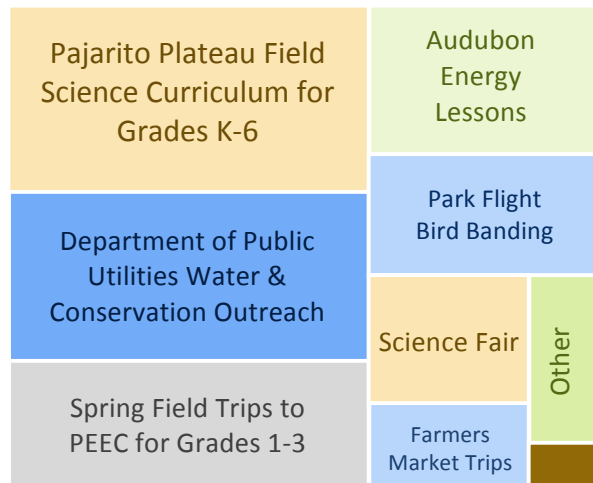 Pajarito Plateau Field
Science Curriculum for
Grades K-6
Department of Public
Utilities Water &
Conservation Outreach
Spring Field Trips to
PEEC for Grades 1-3
Audubon
Energy
Lessons
Park Flight
Bird Banding
Science Fair
Farmers
Market Trips
Other